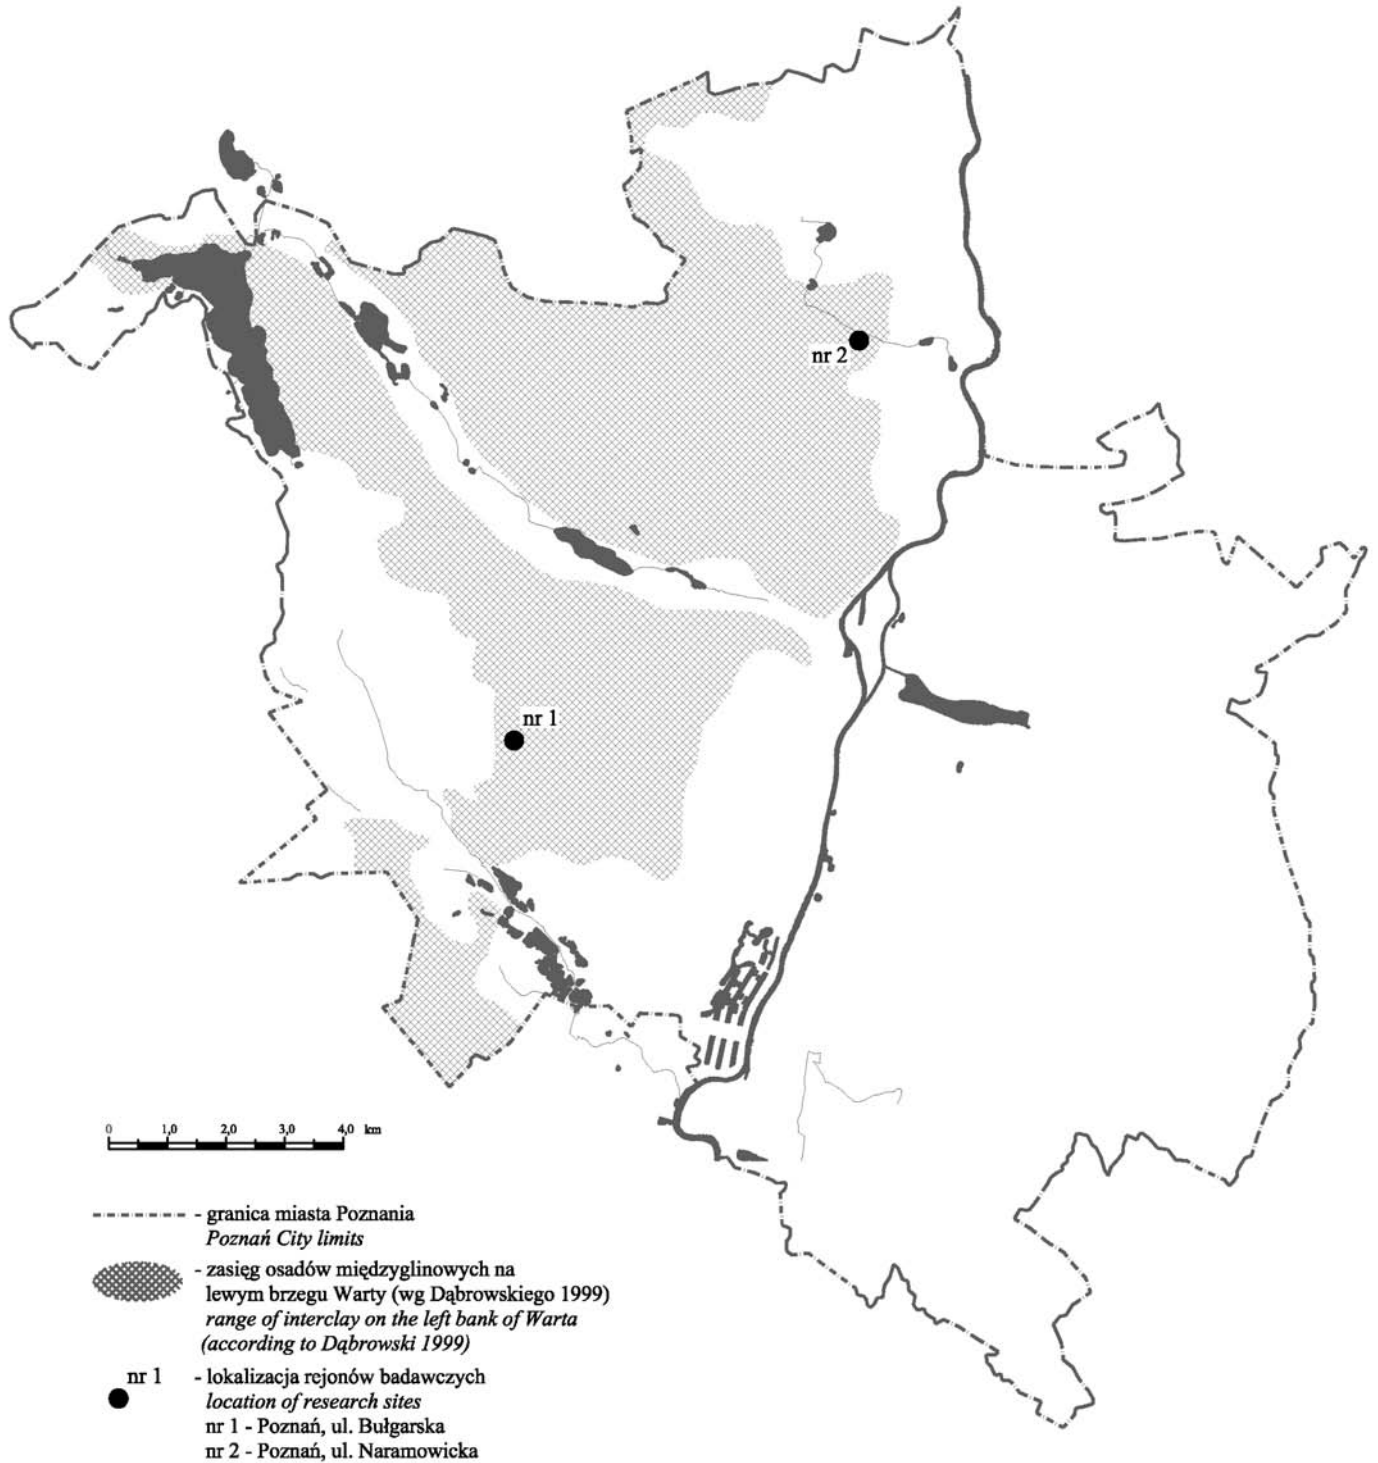 nr 2
nr 1
0 1,0 2,0 3,0 4,0 km
- granica miasta Poznania
Poznań City limits
- zasięg osadów międzyglinowych na
lewym brzegu Warty (wg Dąbrowskiego 1999)
range of interclay on the left bank of Warta
(according to Dąbrowski 1999)
nr 1 - lokalizacja rejonów badawczych
location of research sites
nr 1 - Poznań, ul. Bułgarska
nr 2 - Poznań, ul. Naramowicka